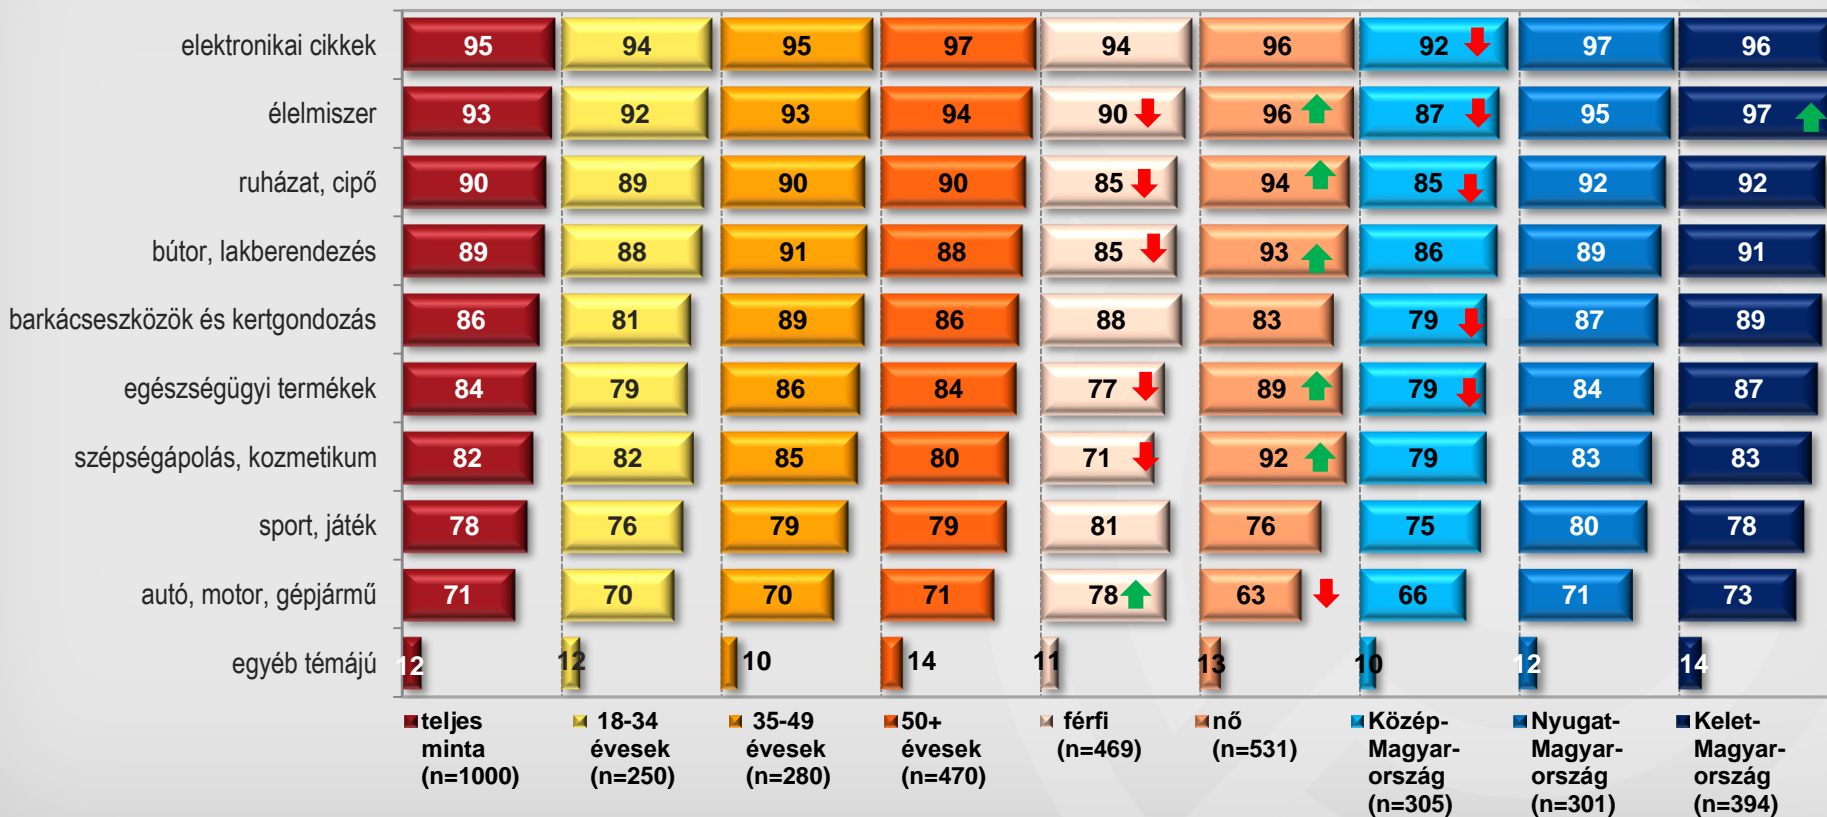 elektronikai cikkek 95 94 95 97 94 96 92 97 96
élelmiszer 93 92 93 94 90 96 87 95 97
ruházat, cipő 90 89 90 90 85 94 85 92 92
bútor, lakberendezés 89 88 91 88 85 93 86 89 91
barkácseszközök és kertgondozás 86 81 89 86 88 83 79 87 89
egészségügyi termékek 84 79 86 84 77 89 79 84 87
szépségápolás, kozmetikum 82 82 85 80 71 92 79 83 83
sport, játék 78 76 79 79 81 76 75 80 78
autó, motor, gépjármű 71 70 70 71 78 63 66 71 73
egyéb témájú 12 12 10 14 11 13 10 12 14
teljes
minta
(n=1000)
18-34
évesek
(n=250)
35-49
évesek
(n=280)
50+
évesek
(n=470)
férfi
(n=469)
nő
(n=531)
Közép-
Magyar-
ország
(n=305)
Nyugat-
Magyar-
ország
(n=301)
Kelet-
Magyar-
ország
(n=394)